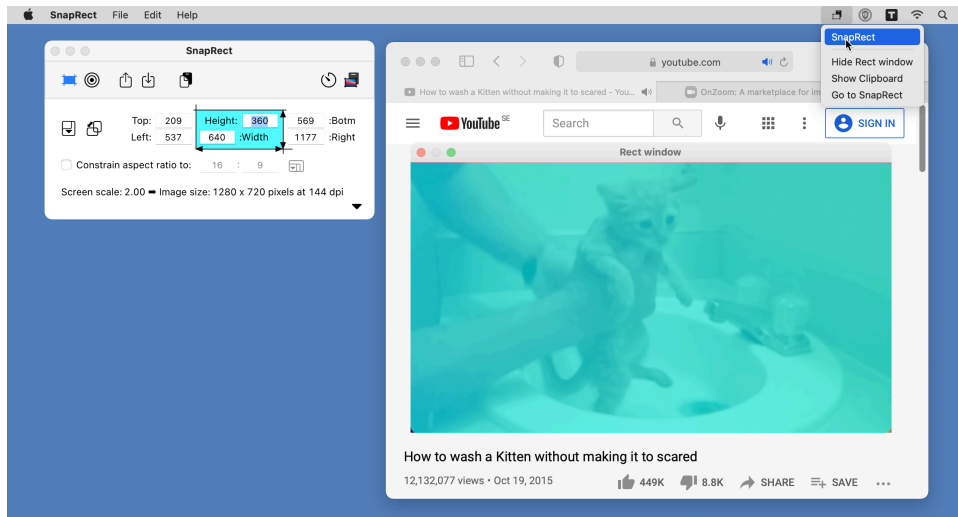 SnapRect File Edit Help
T
SnapRect
Hide Rect window
Show Clipboard
Go to SnapRect
SnapRect
Top: 209 Height: 360 569 :Botm
Left: 537 640 :Width 1177 :Right
Constrain aspect ratio to: 16 : 9
Screen scale: 2.00 ➡ Image size: 1280 x 720 pixels at 144 dpi
youtube.com
How to wash a Kitten without making it to scared - You...
OnZoom: A marketplace for im
YouTube SE
Search
SIGN IN
Rect window
How to wash a Kitten without making it to scared
12,132,077 views • Oct 19, 2015
449K 8.8K SHARE SAVE